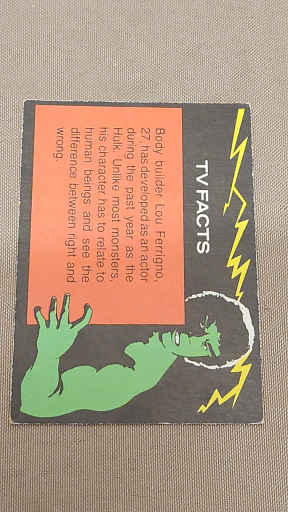 TV FACTS
Body builder Lou Ferrigno,
27, has developed as an actor
during the past year as the
Hulk. Unlike most monsters,
his character has to relate to
human beings and see the
difference between right and
wrong.